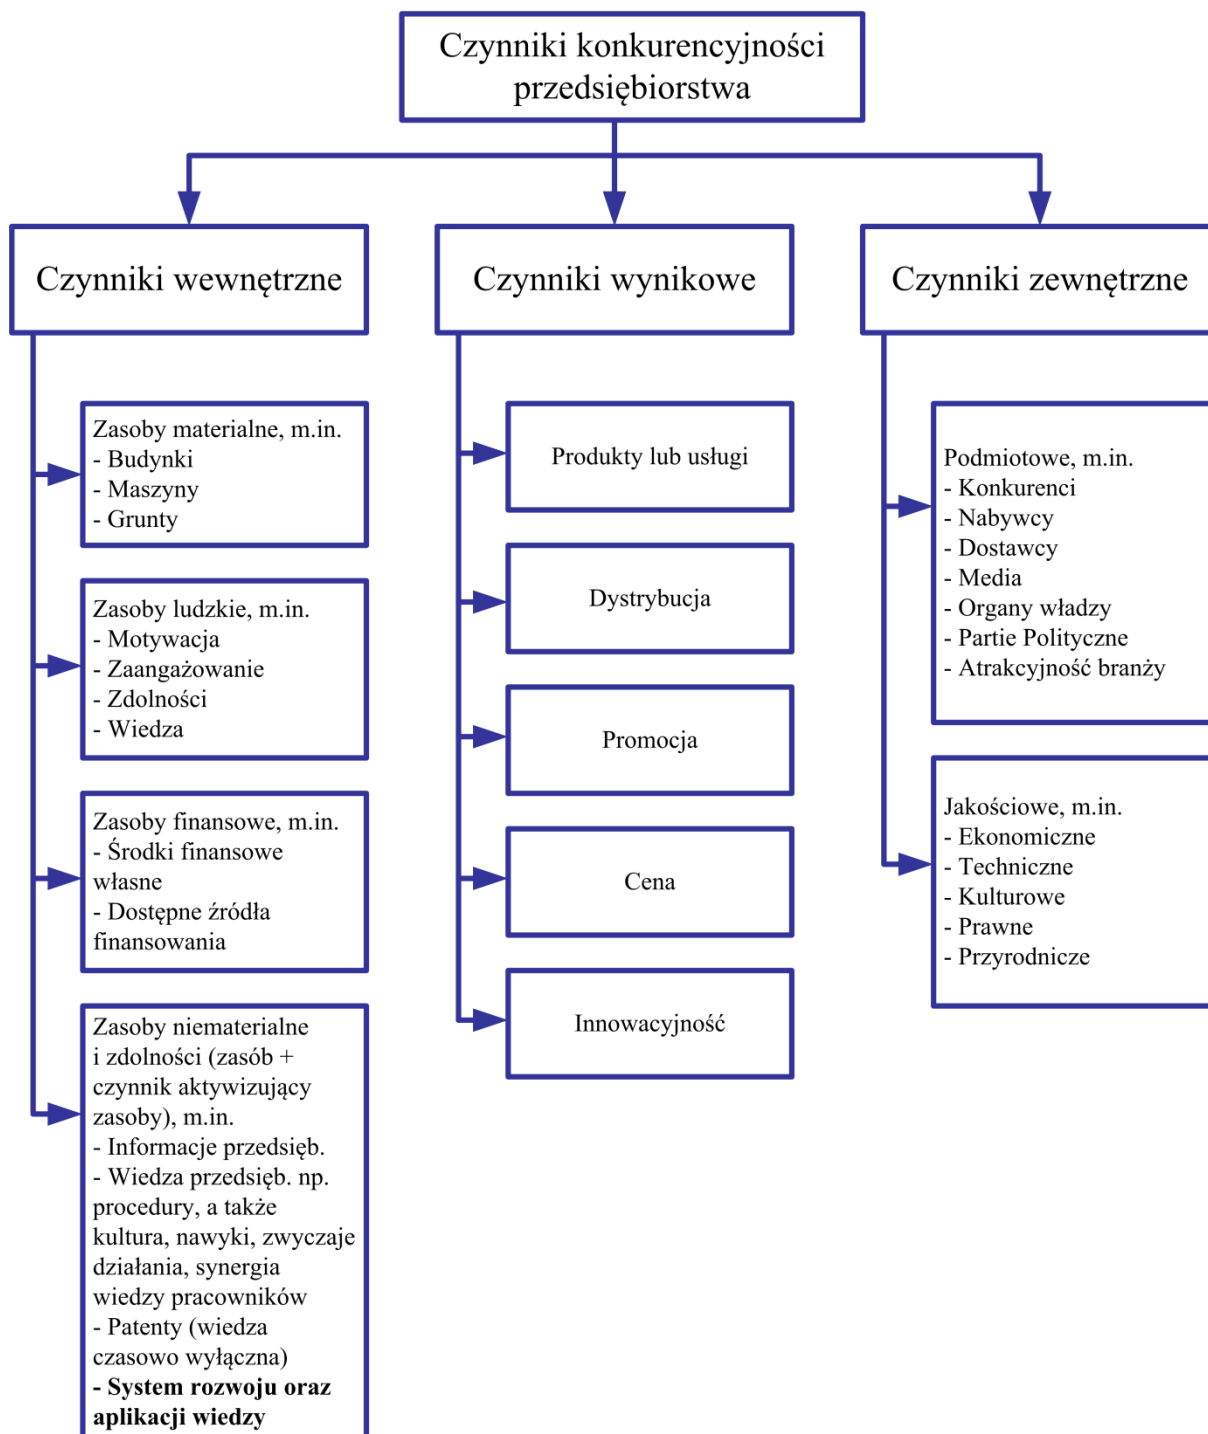 Czynniki konkurencyjności
przedsiębiorstwa
Czynniki wewnętrzne
Zasoby materialne, m.in.
- Budynki
- Maszyny
- Grunty
Zasoby ludzkie, m.in.
- Motywacja
- Zaangażowanie
- Zdolności
- Wiedza
Zasoby finansowe, m.in.
- Środki finansowe
własne
- Dostępne źródła
finansowania
Zasoby niematerialne
i zdolności (zasób +
czynnik aktywizujący
zasoby), m.in.
- Informacje przedsięb.
- Wiedza przedsięb. np.
procedury, a także
kultura, nawyki, zwyczaje
działania, synergia
wiedzy pracowników
- Patenty (wiedza
czasowo wyłączna)
- System rozwoju oraz
aplikacji wiedzy
Czynniki wynikowe
Produkty lub usługi
Dystrybucja
Promocja
Cena
Innowacyjność
Czynniki zewnętrzne
Podmiotowe, m.in.
- Konkurenci
- Nabywcy
- Dostawcy
- Media
- Organy władzy
- Partie Polityczne
- Atrakcyjność branży
Jakościowe, m.in.
- Ekonomiczne
- Techniczne
- Kulturowe
- Prawne
- Przyrodnicze